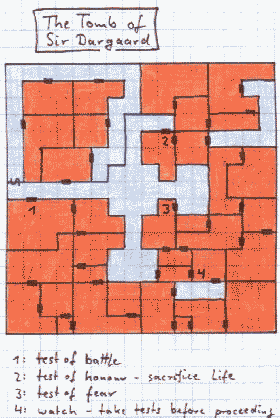 The Tomb of
Sir Dargaard
S
2
1
3
4
1: test of battle
2: test of honour - sacrifice life
3: test of fear
4: watch - take tests before proceeding